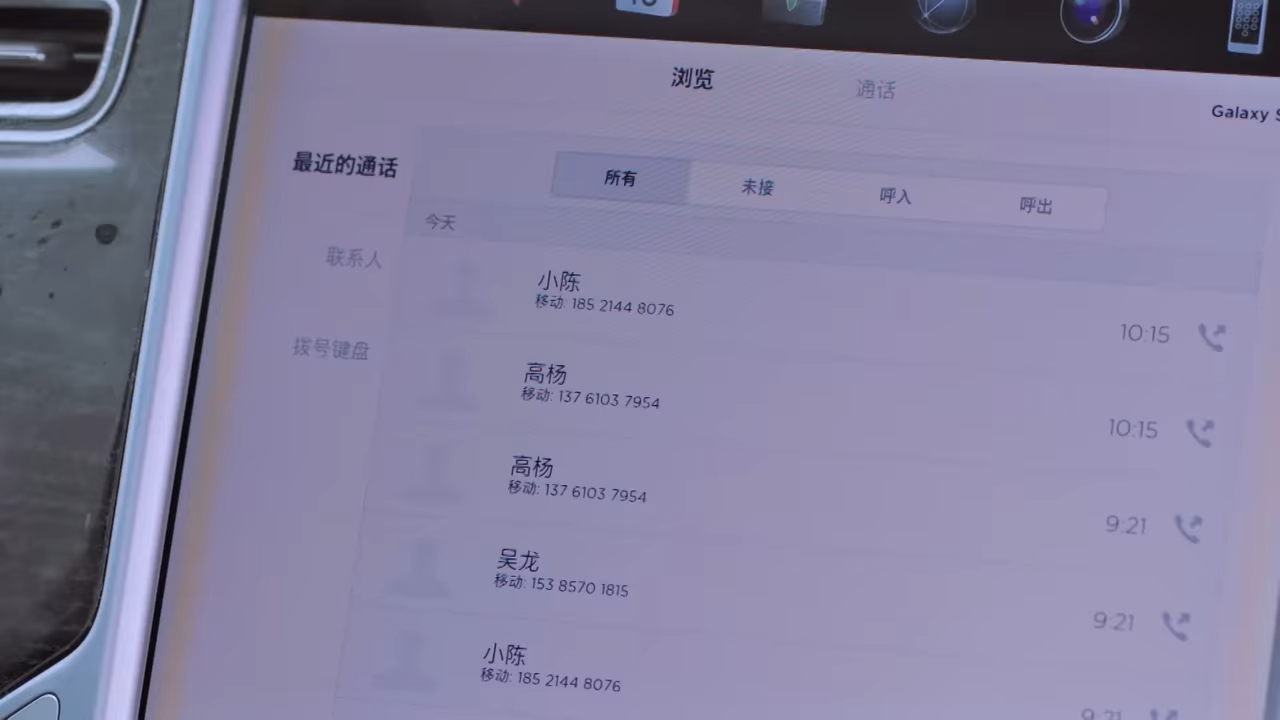 浏览
通话
Galaxy S
最近的通话
所有
未接
呼入
呼出
今天
联系人
拨号键盘
小陈
移动: 185 2144 8076
10:15
高杨
移动: 137 6103 7954
10:15
高杨
移动: 137 6103 7954
9:21
吴龙
移动: 153 8570 1815
9:21
小陈
移动: 185 2144 8076
9:21